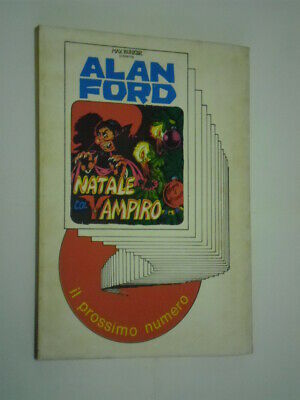 MAX BUNKER
ALAN
FORD
NATALE
COL VAMPIRO
il prossimo numero